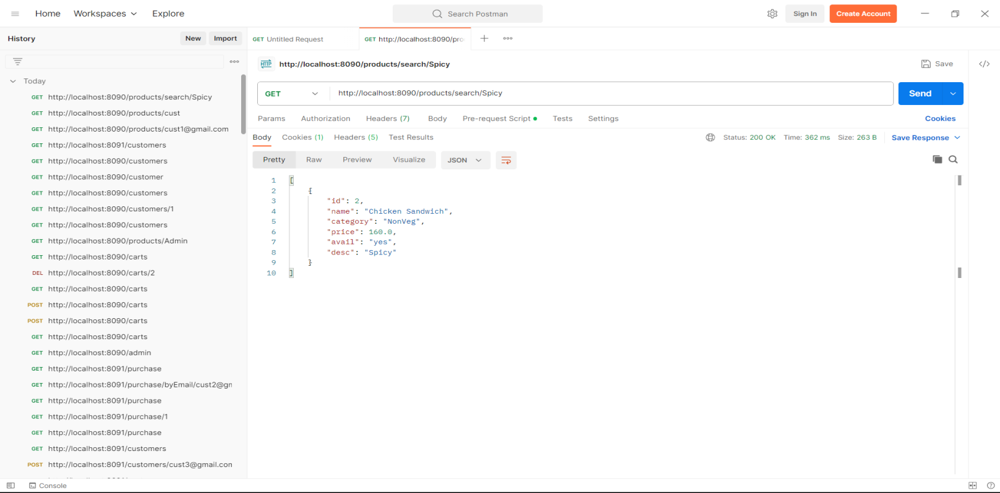 Home Workspaces Explore Search Postman Sign In Create Account
History New Import
GET Untitled Request GET http://localhost:8090/pro
HTTP http://localhost:8090/products/search/Spicy Save
GET http://localhost:8090/products/search/Spicy Send
Params Authorization Headers (7) Body Pre-request Script Tests Settings Cookies
Body Cookies (1) Headers (5) Test Results Status: 200 OK Time: 362 ms Size: 263 B Save Response
Pretty Raw Preview Visualize JSON
1 [
2 {
3 "id": 2,
4 "name": "Chicken Sandwich",
5 "category": "NonVeg",
6 "price": 160.0,
7 "avail": "yes",
8 "desc": "Spicy"
9 }
10 ]
Today
GET http://localhost:8090/products/search/Spicy
GET http://localhost:8090/products/cust
GET http://localhost:8090/products/cust1@gmail.com
GET http://localhost:8091/customers
GET http://localhost:8090/customers
GET http://localhost:8090/customer
GET http://localhost:8090/customers
GET http://localhost:8090/customers/1
GET http://localhost:8090/customers
GET http://localhost:8090/products/Admin
GET http://localhost:8090/carts
DEL http://localhost:8090/carts/2
GET http://localhost:8090/carts
POST http://localhost:8090/carts
POST http://localhost:8090/carts
GET http://localhost:8090/carts
GET http://localhost:8090/admin
GET http://localhost:8091/purchase
GET http://localhost:8091/purchase/byEmail/cust2@gn
GET http://localhost:8091/purchase
GET http://localhost:8091/purchase/1
GET http://localhost:8091/purchase
GET http://localhost:8091/customers
POST http://localhost:8091/customers/cust3@gmail.con
Console